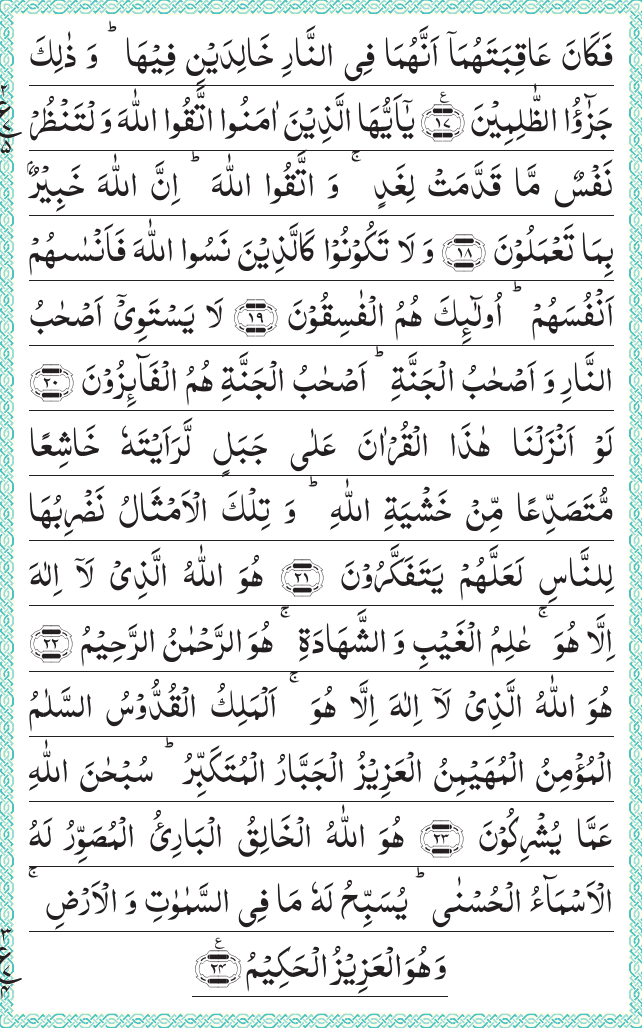 فَكَانَ عَاقِبَتَهُمَاۤ اَنَّهُمَا فِى النَّارِ خَالِدَيۡنِ فِيۡهَا‌ ؕ وَ ذٰلِكَ
جَزٰٓؤُا الظّٰلِمِيۡنَ ﴿۱۷﴾ يٰۤاَيُّهَا الَّذِيۡنَ اٰمَنُوا اتَّقُوا اللّٰهَ وَ لۡتَنۡظُرۡ
نَفۡسٌ مَّا قَدَّمَتۡ لِغَدٍ‌ ۚ وَ اتَّقُوا اللّٰهَ‌ ؕ اِنَّ اللّٰهَ خَبِيۡرٌۢ
بِمَا تَعۡمَلُوۡنَ ﴿۱۸﴾ وَ لَا تَكُوۡنُوۡا كَالَّذِيۡنَ نَسُوا اللّٰهَ فَاَنۡسٰٮهُمۡ
اَنۡفُسَهُمۡ‌ ؕ اُولٰٓٮِٕكَ هُمُ الۡفٰسِقُوۡنَ ﴿۱۹﴾ لَا يَسۡتَوِىۡۤ اَصۡحٰبُ
النَّارِ وَ اَصۡحٰبُ الۡجَنَّةِ‌ ؕ اَصۡحٰبُ الۡجَنَّةِ هُمُ الۡفَآٮِٕزُوۡنَ ﴿۲۰﴾
لَوۡ اَنۡزَلۡنَا هٰذَا الۡقُرۡاٰنَ عَلٰى جَبَلٍ لَّرَاَيۡتَهٗ خَاشِعًا
مُّتَصَدِّعًا مِّنۡ خَشۡيَةِ اللّٰهِ‌ ؕ وَ تِلۡكَ الۡاَمۡثَالُ نَضۡرِبُهَا
لِلنَّاسِ لَعَلَّهُمۡ يَتَفَكَّرُوۡنَ ﴿۲۱﴾ هُوَ اللّٰهُ الَّذِىۡ لَاۤ اِلٰهَ
اِلَّا هُوَ‌ ۚ عٰلِمُ الۡغَيۡبِ وَ الشَّهَادَةِ‌ ۚ هُوَ الرَّحۡمٰنُ الرَّحِيۡمُ ﴿۲۲﴾
هُوَ اللّٰهُ الَّذِىۡ لَاۤ اِلٰهَ اِلَّا هُوَ‌ ۚ اَلۡمَلِكُ الۡقُدُّوۡسُ السَّلٰمُ
الۡمُؤۡمِنُ الۡمُهَيۡمِنُ الۡعَزِيۡزُ الۡجَبَّارُ الۡمُتَكَبِّرُ‌ ؕ سُبۡحٰنَ اللّٰهِ
عَمَّا يُشۡرِكُوۡنَ ﴿۲۳﴾ هُوَ اللّٰهُ الۡخَالِقُ الۡبَارِئُ الۡمُصَوِّرُ لَهُ
الۡاَسۡمَآءُ الۡحُسۡنٰى‌ ؕ يُسَبِّحُ لَهٗ مَا فِى السَّمٰوٰتِ وَ الۡاَرۡضِ‌ ۚ
وَ هُوَ الۡعَزِيۡزُ الۡحَكِيۡمُ ﴿۲۴﴾